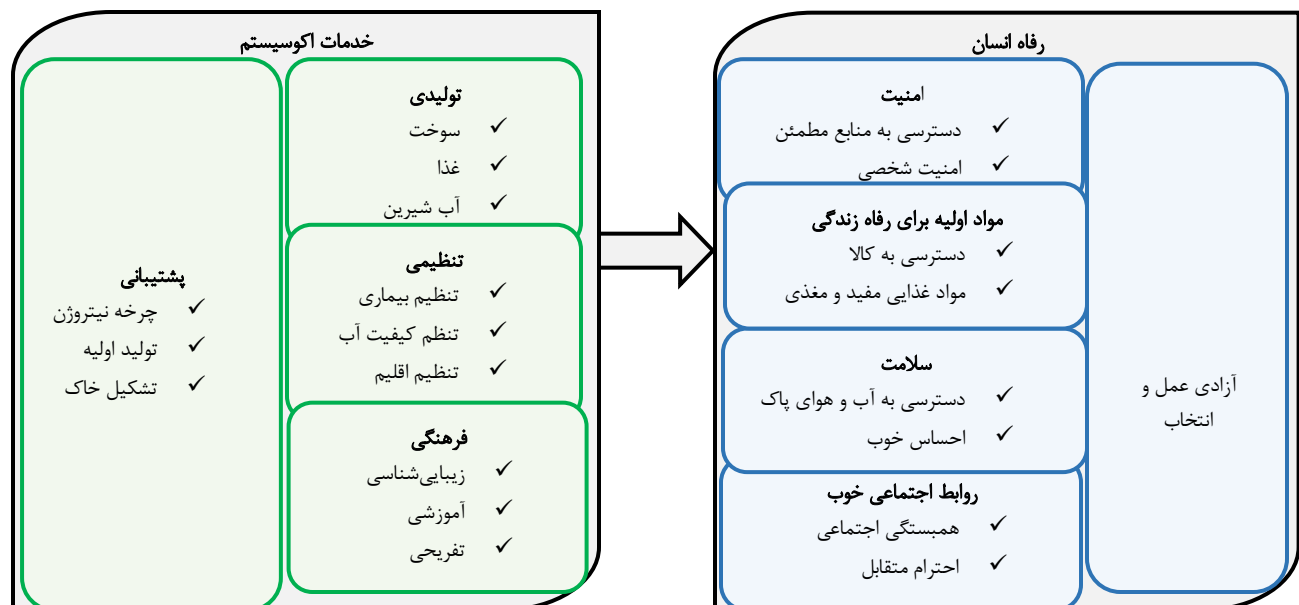 رفاه انسان
امنیت
دسترسی به منابع مطمئن
امنیت شخصی
مواد اولیه برای رفاه زندگی
دسترسی به کالا
مواد غذایی مفید و مغذی
سلامت
دسترسی به آب و هوای پاک
احساس خوب
روابط اجتماعی خوب
همبستگی اجتماعی
احترام متقابل
آزادی عمل و
انتخاب
خدمات اکوسیستم
تولیدی
سوخت
غذا
آب شیرین
تنظیمی
تنظیم بیماری
تنظم کیفیت آب
تنظیم اقلیم
فرهنگی
زیبایی‌شناسی
آموزشی
تفریحی
پشتیبانی
چرخه نیتروژن
تولید اولیه
تشکیل خاک